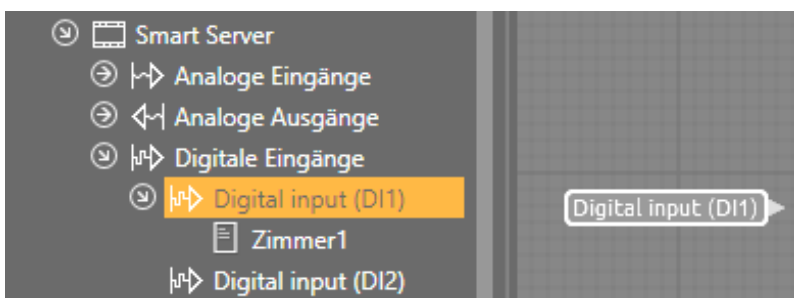 Smart Server
Analoge Eingänge
Analoge Ausgänge
Digitale Eingänge
Digital input (DI1)
Digital input (DI1)
Zimmer1
Digital input (DI2)